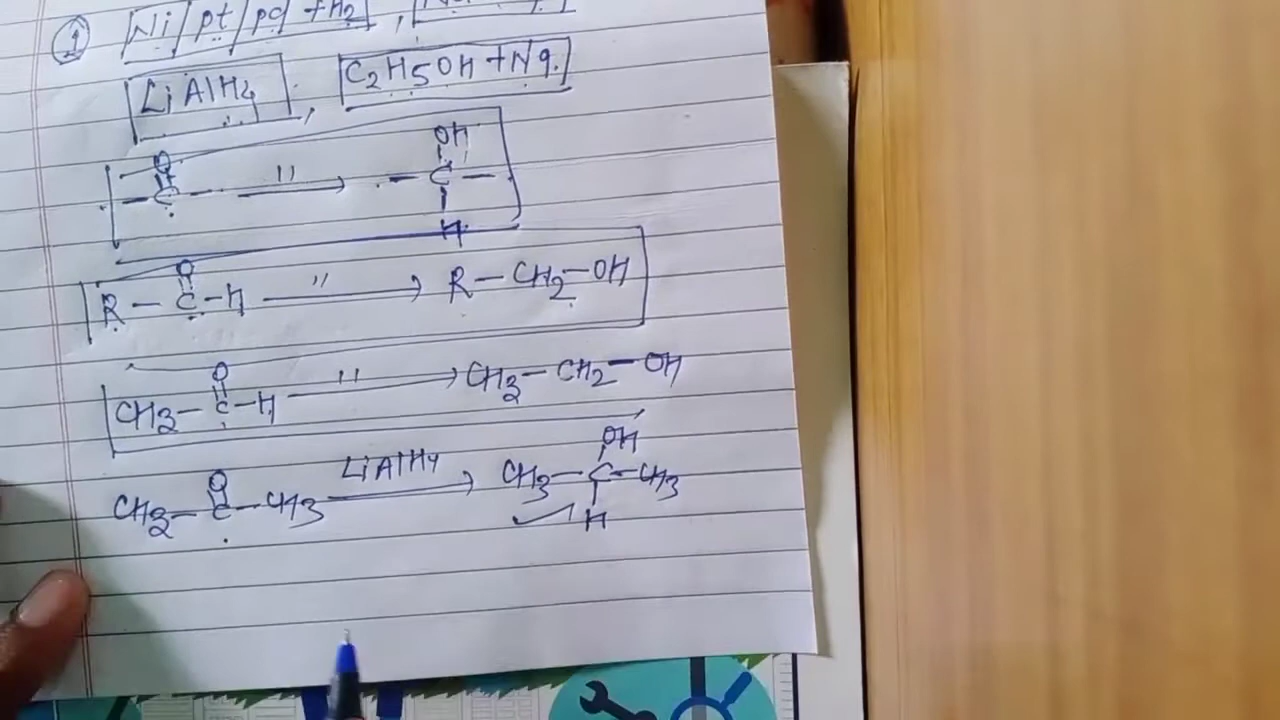 ① Ni/pt/pd +H2,
LiAlH4, C2H5OH+Na.
O OH
-C- " → -C-
H
O
R-C-H " → R-CH2-OH
O
CH3-C-H " → CH3-CH2-OH
O OH
CH3-C-CH3 LiAlH4 → CH3-C-CH3
H